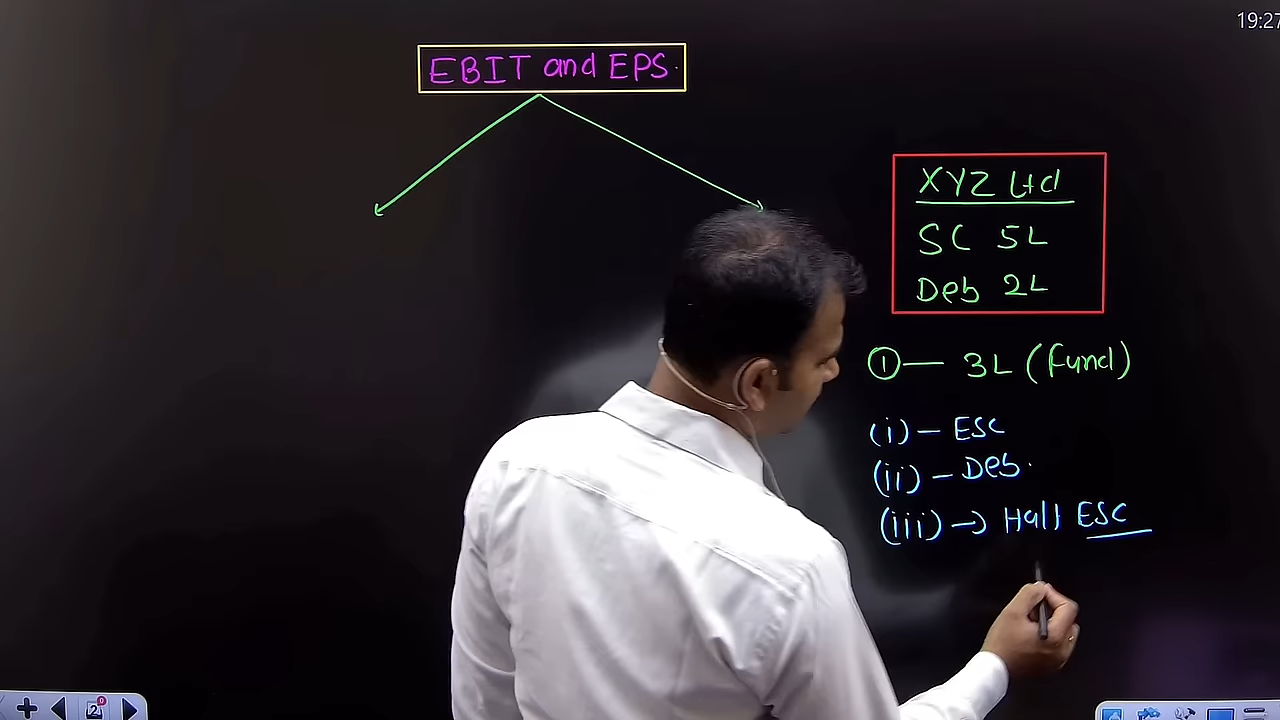 19:27
EBIT and EPS.
XYZ Ltd
SC 5L
Deb 2L
① — 3L (Fund)
(i) - ESC
(ii) - Deb.
(iii) → Half ESC
2